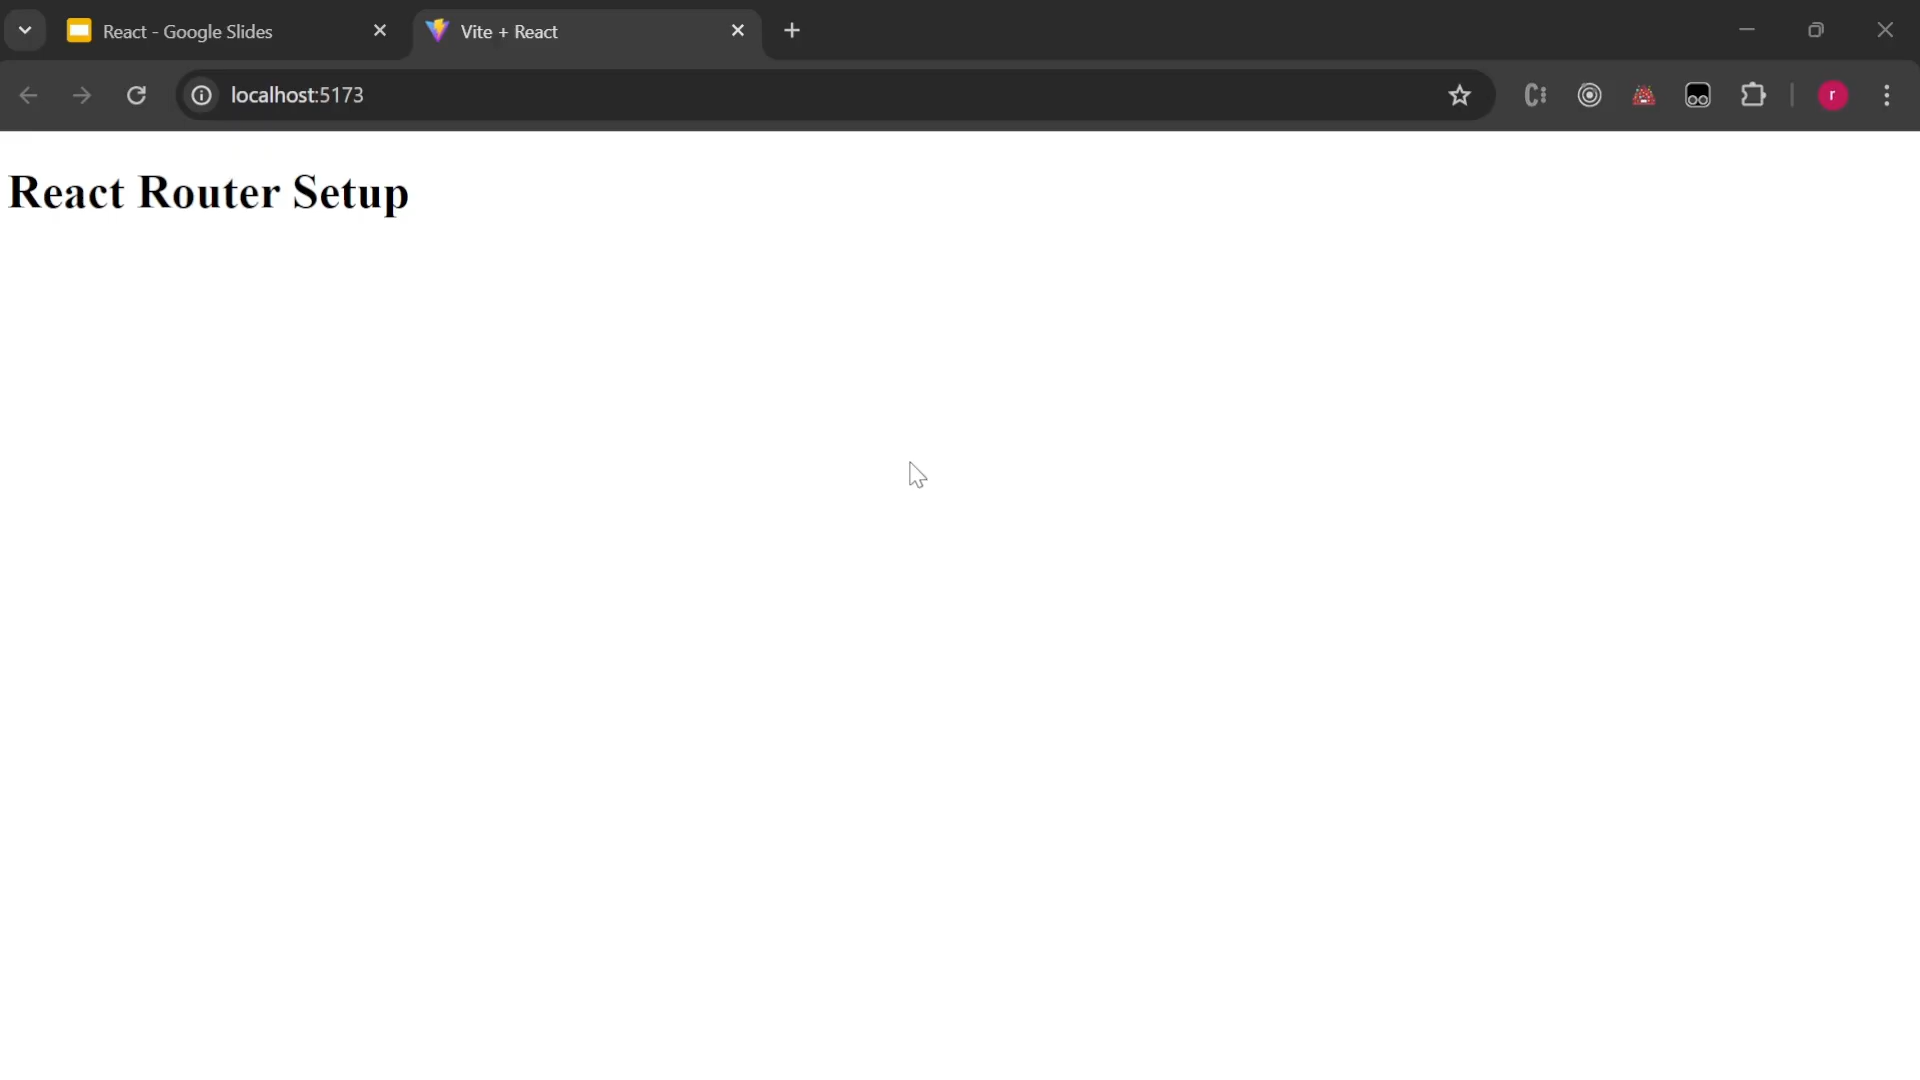 React - Google Slides
Vite + React
localhost:5173
r
React Router Setup